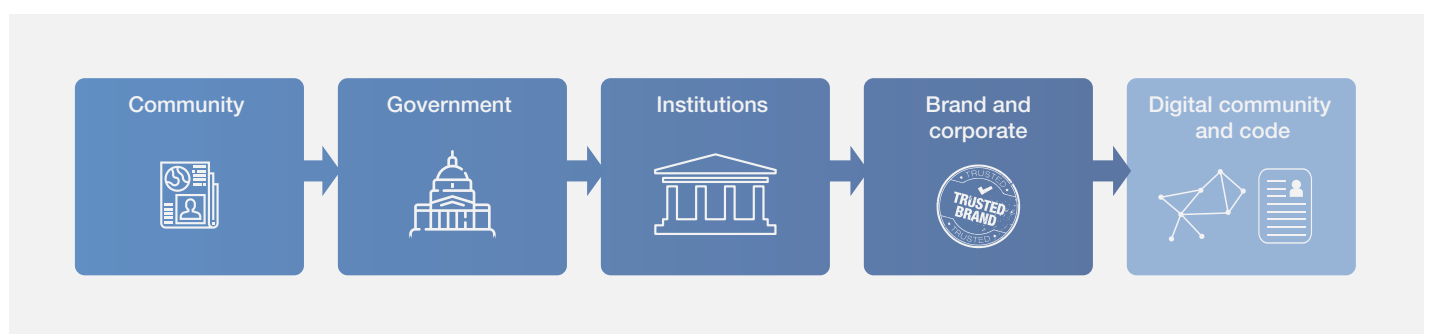 Community
Government
Institutions
Brand and
corporate
Digital community
and code
TRUSTED
TRUSTED
BRAND
TRUSTED